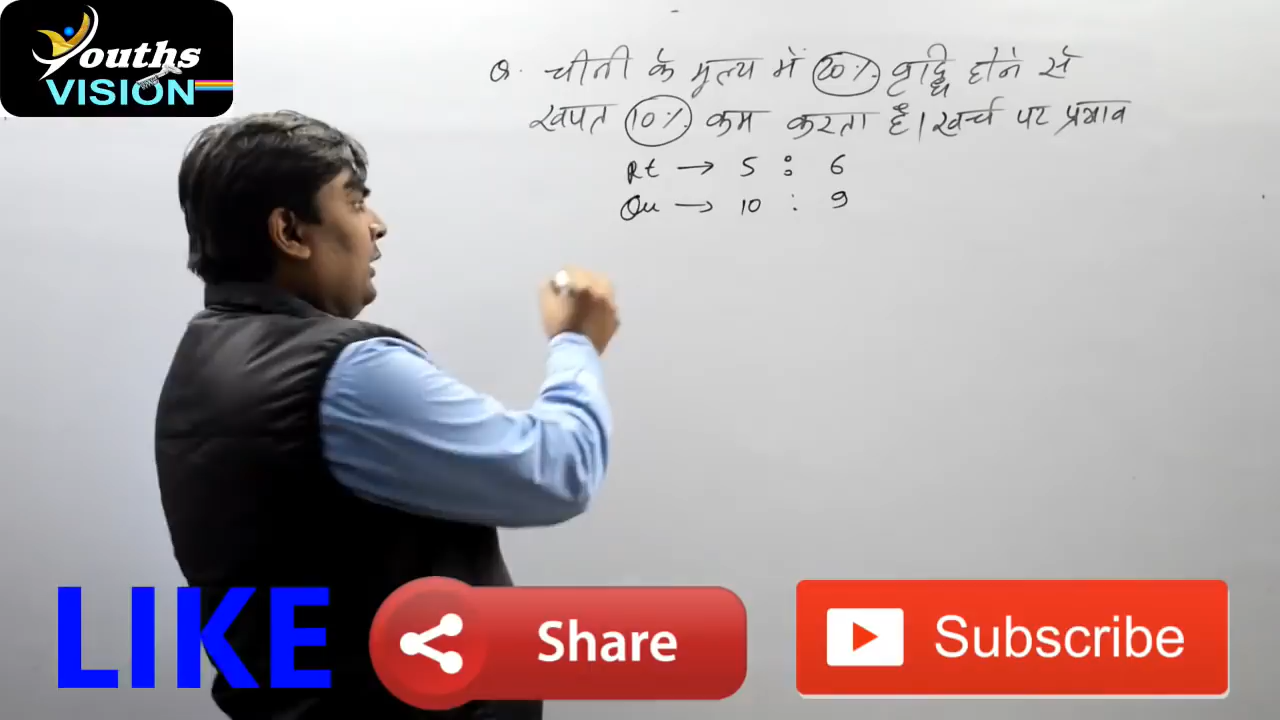 Youths
VISION
Q. चीनी के मूल्य में 20% वृद्धि होने से
खपत 10% कम करता है। खर्च पर प्रभाव
Rt → 5 : 6
Qu → 10 : 9
LIKE
Share
Subscribe